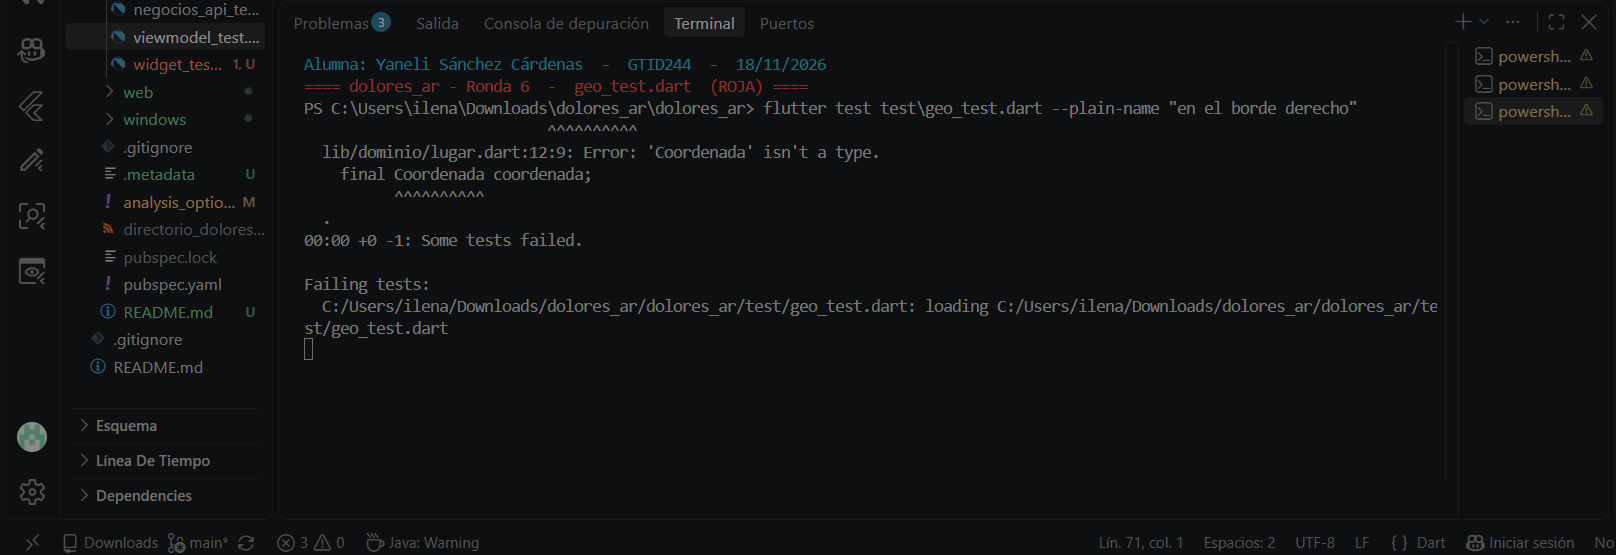 negocios_api_te...
viewmodel_test....
widget_tes... 1, U
web
windows
.gitignore
.metadata U
analysis_optio... M
directorio_dolores...
pubspec.lock
pubspec.yaml
README.md U
.gitignore
README.md
Esquema
Línea De Tiempo
Dependencies
Problemas 3 Salida Consola de depuración Terminal Puertos
Alumna: Yaneli Sánchez Cárdenas - GTID244 - 18/11/2026
==== dolores_ar - Ronda 6 - geo_test.dart (ROJA) ====
PS C:\Users\ilena\Downloads\dolores_ar\dolores_ar> flutter test test\geo_test.dart --plain-name "en el borde derecho"
^^^^^^^^^^
lib/dominio/lugar.dart:12:9: Error: 'Coordenada' isn't a type.
final Coordenada coordenada;
^^^^^^^^^^
.
00:00 +0 -1: Some tests failed.
Failing tests:
C:/Users/ilena/Downloads/dolores_ar/dolores_ar/test/geo_test.dart: loading C:/Users/ilena/Downloads/dolores_ar/dolores_ar/te
st/geo_test.dart
powersh...
powersh...
powersh...
Downloads main* 3 0 Java: Warning Lín. 71, col. 1 Espacios: 2 UTF-8 LF { } Dart Iniciar sesión No